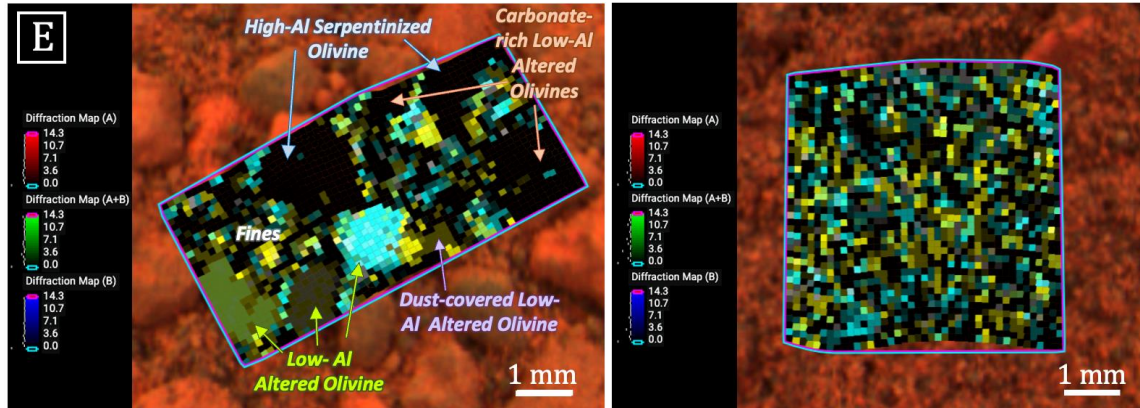 E
High-Al Serpentinized
Olivine
Carbonate-
rich Low-Al
Altered
Olivines
Diffraction Map (A)
14.3
10.7
7.1
3.6
0.0
Diffraction Map (A+B)
14.3
10.7
7.1
3.6
0.0
Diffraction Map (B)
14.3
10.7
7.1
3.6
0.0
Fines
Dust-covered Low-
Al Altered Olivine
Low- Al
Altered Olivine
1 mm
Diffraction Map (A)
14.3
10.7
7.1
3.6
0.0
Diffraction Map (A+B)
14.3
10.7
7.1
3.6
0.0
Diffraction Map (B)
14.3
10.7
7.1
3.6
0.0
1 mm